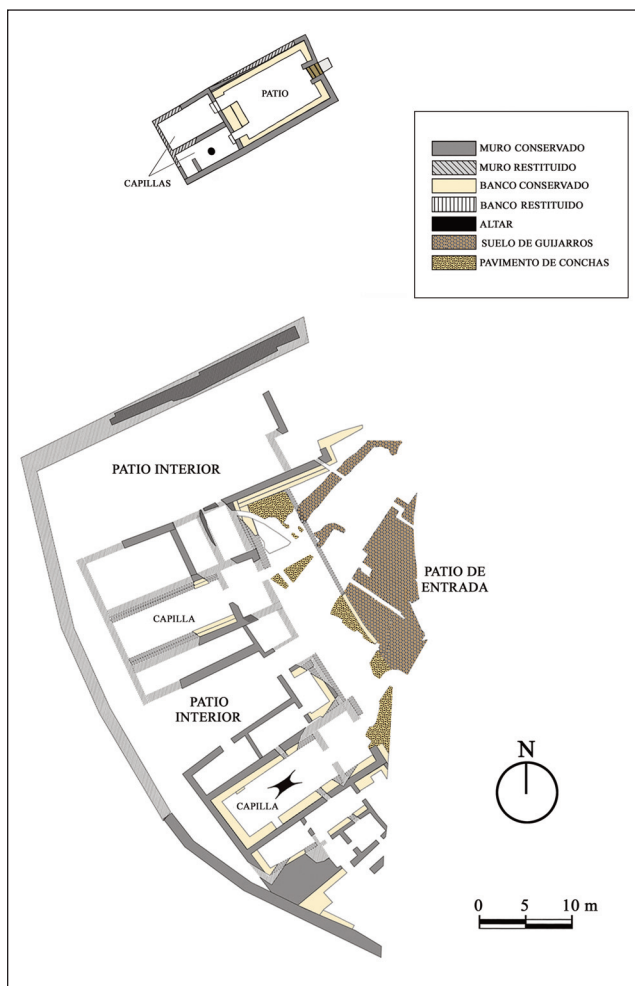 PATIO
CAPILLAS
MURO CONSERVADO
MURO RESTITUIDO
BANCO CONSERVADO
BANCO RESTITUIDO
ALTAR
SUELO DE GUIJARROS
PAVIMENTO DE CONCHAS
PATIO INTERIOR
PATIO DE
ENTRADA
CAPILLA
PATIO
INTERIOR
CAPILLA
N
0 5 10 m